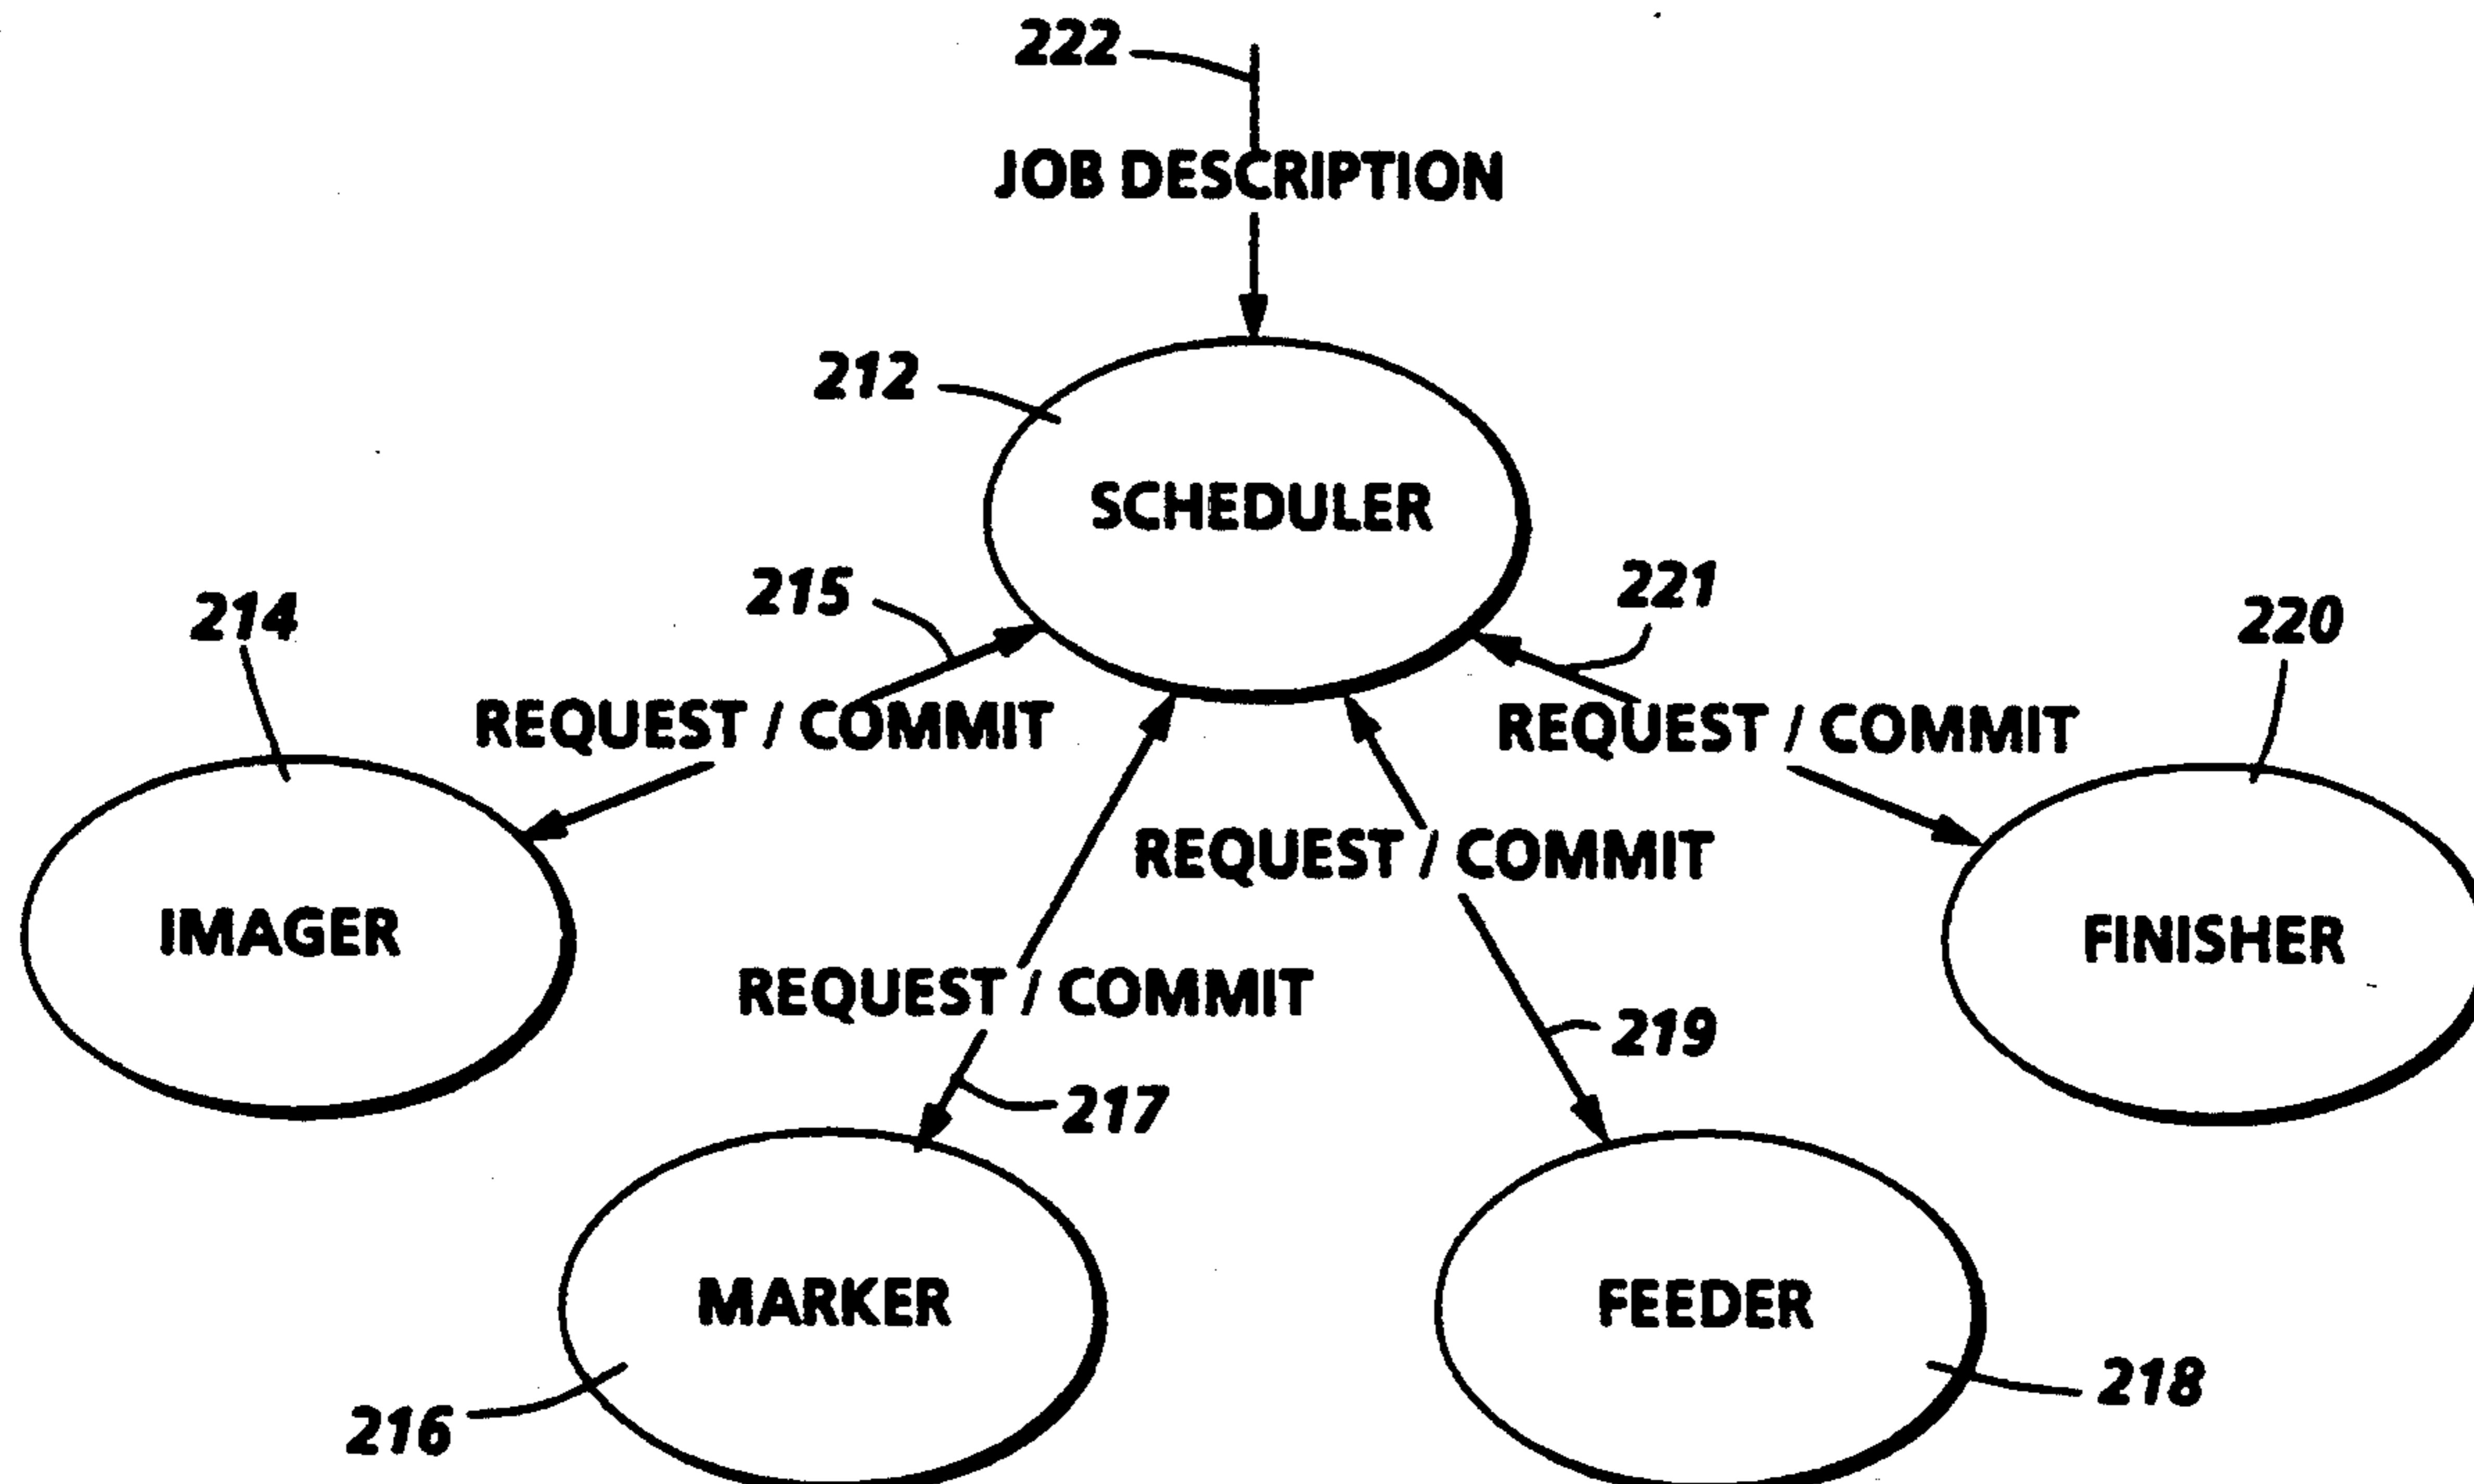 222
JOB DESCRIPTION
212
SCHEDULER
215
221
214
220
REQUEST / COMMIT
REQUEST / COMMIT
REQUEST / COMMIT
IMAGER
FINISHER
REQUEST / COMMIT
219
217
MARKER
FEEDER
218
216